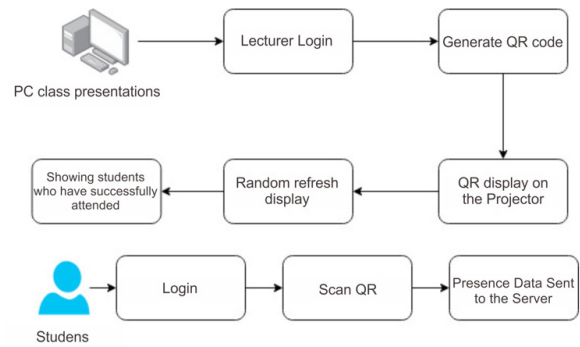 Lecturer Login
Generate QR code
PC class presentations
Showing students
who have successfully
attended
Random refresh
display
QR display on
the Projector
Login
Scan QR
Presence Data Sent
to the Server
Studens